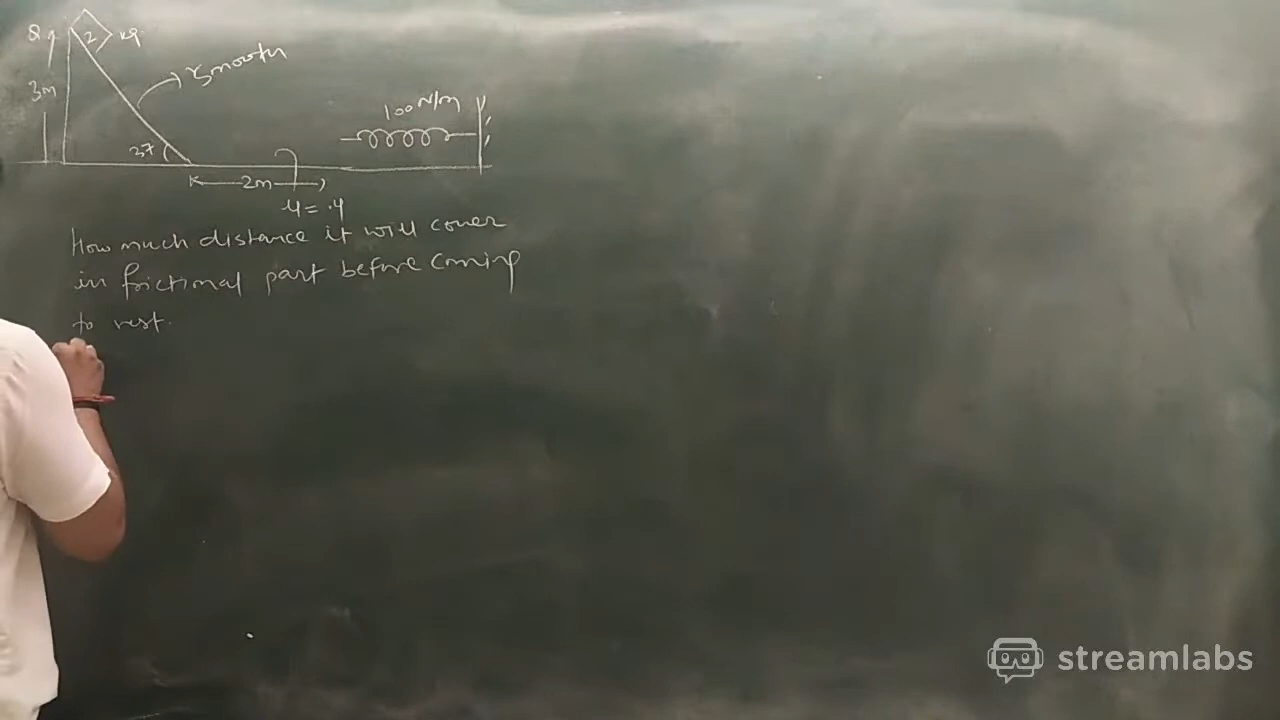 Q
2 kg
smooth
3m
100 N/m
37
2m
μ = .4
How much distance it will cover
in frictional part before coming
to rest.
streamlabs